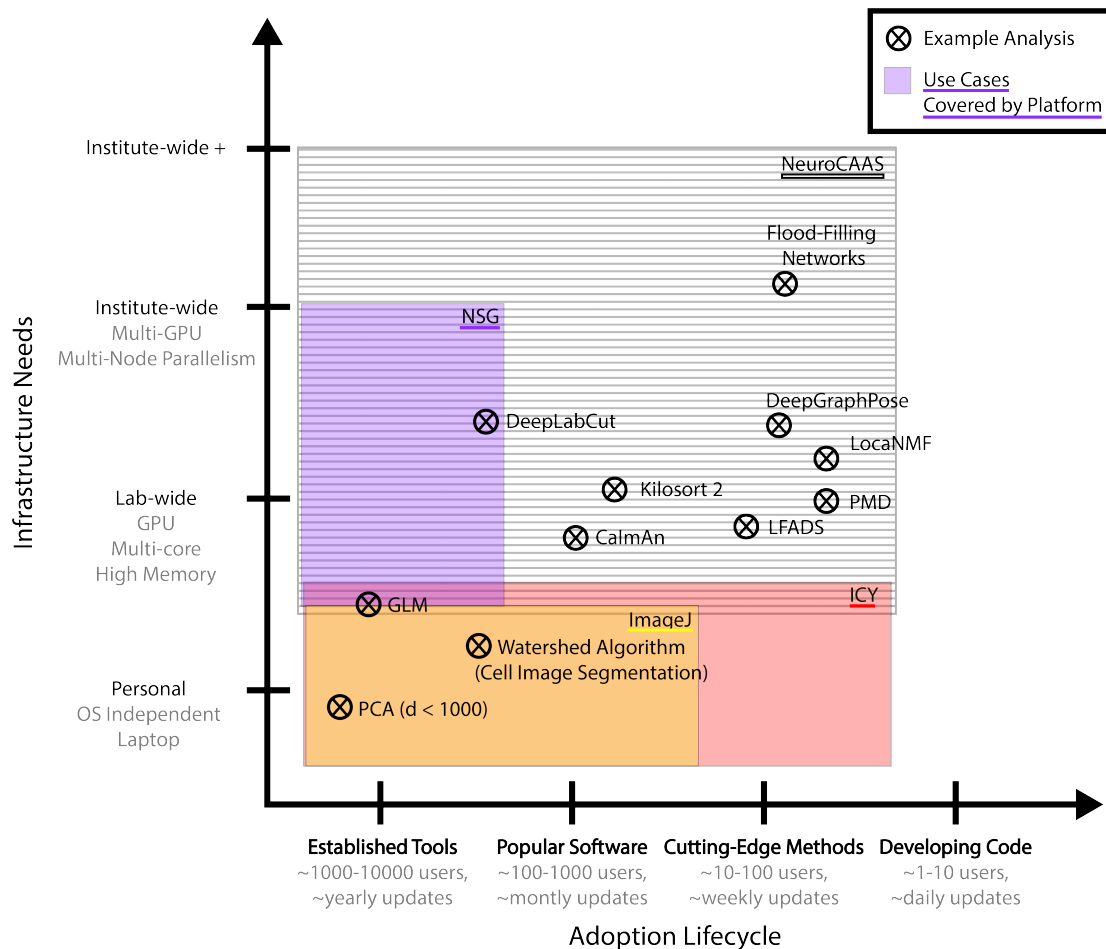 Example Analysis
Use Cases
Covered by Platform
Institute-wide +
NeuroCAAS
Flood-Filling
Networks
Institute-wide
Multi-GPU
Multi-Node Parallelism
NSG
Infrastructure Needs
DeepGraphPose
DeepLabCut
LocaNMF
Lab-wide
GPU
Multi-core
High Memory
Kilosort 2
PMD
LFADS
CalmAn
ICY
GLM
ImageJ
Watershed Algorithm
(Cell Image Segmentation)
Personal
OS Independent
Laptop
PCA (d < 1000)
Established Tools
~1000-10000 users,
~yearly updates
Popular Software
~100-1000 users,
~montly updates
Cutting-Edge Methods
~10-100 users,
~weekly updates
Developing Code
~1-10 users,
~daily updates
Adoption Lifecycle